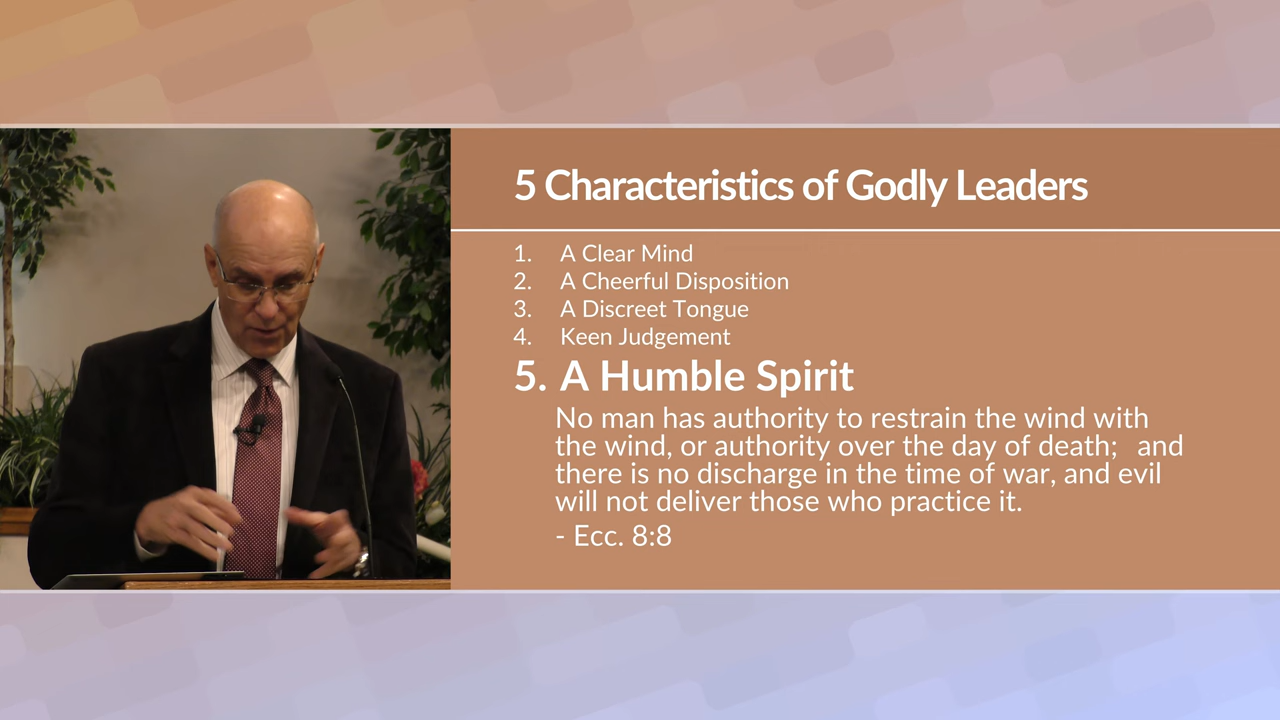 5 Characteristics of Godly Leaders
1. A Clear Mind
2. A Cheerful Disposition
3. A Discreet Tongue
4. Keen Judgement
5. A Humble Spirit
No man has authority to restrain the wind with
the wind, or authority over the day of death; and
there is no discharge in the time of war, and evil
will not deliver those who practice it.
- Ecc. 8:8